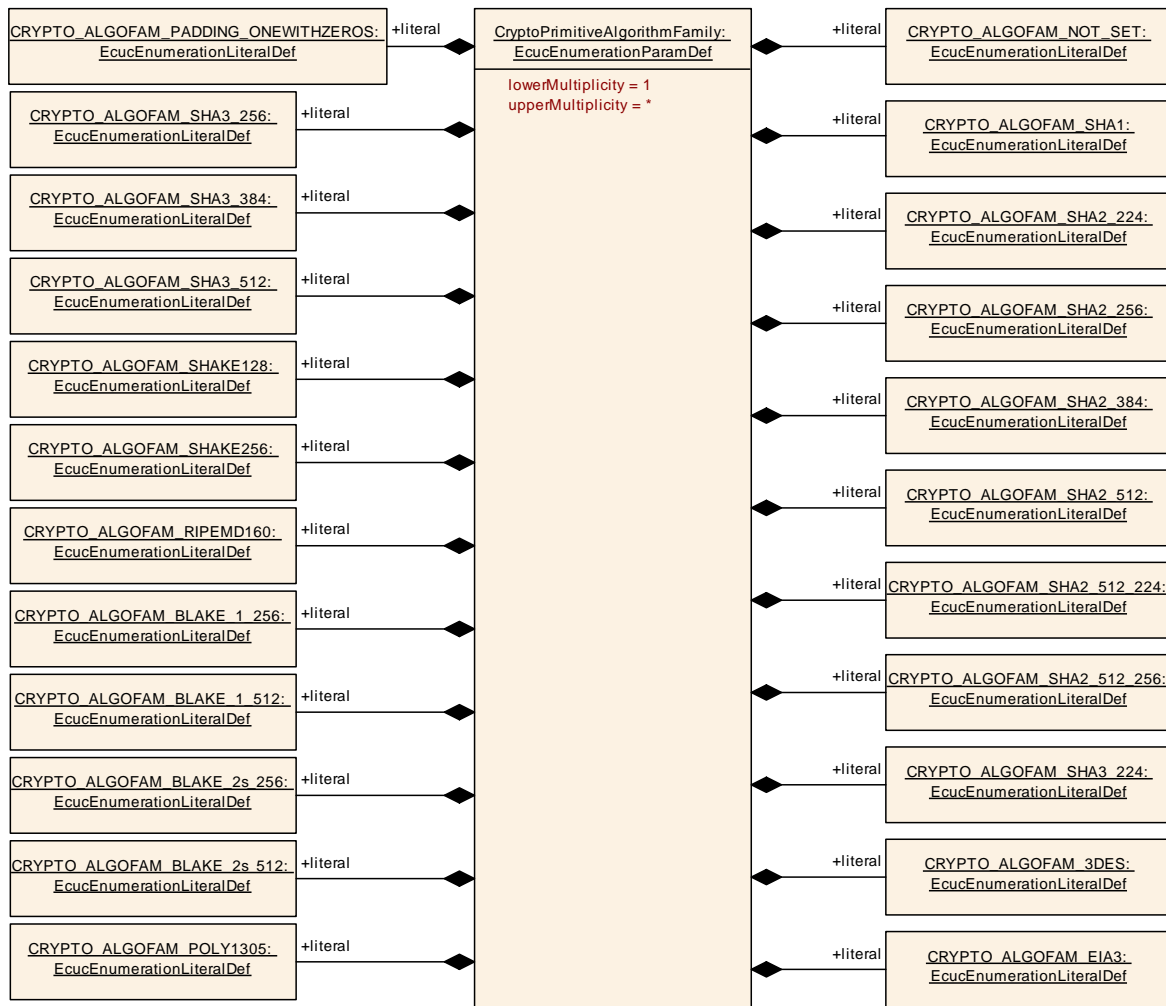 CRYPTO_ALGOFAM_PADDING_ONEWITHZEROS:
EcucEnumerationLiteralDef
+literal
CRYPTO_ALGOFAM_SHA3_256:
EcucEnumerationLiteralDef
+literal
CRYPTO_ALGOFAM_SHA3_384:
EcucEnumerationLiteralDef
+literal
CRYPTO_ALGOFAM_SHA3_512:
EcucEnumerationLiteralDef
+literal
CRYPTO_ALGOFAM_SHAKE128:
EcucEnumerationLiteralDef
+literal
CRYPTO_ALGOFAM_SHAKE256:
EcucEnumerationLiteralDef
+literal
CRYPTO_ALGOFAM_RIPEMD160:
EcucEnumerationLiteralDef
+literal
CRYPTO_ALGOFAM_BLAKE_1_256:
EcucEnumerationLiteralDef
+literal
CRYPTO_ALGOFAM_BLAKE_1_512:
EcucEnumerationLiteralDef
+literal
CRYPTO_ALGOFAM_BLAKE_2s_256:
EcucEnumerationLiteralDef
+literal
CRYPTO_ALGOFAM_BLAKE_2s_512:
EcucEnumerationLiteralDef
+literal
CRYPTO_ALGOFAM_POLY1305:
EcucEnumerationLiteralDef
+literal
CryptoPrimitiveAlgorithmFamily:
EcucEnumerationParamDef
lowerMultiplicity = 1
upperMultiplicity = *
+literal
CRYPTO_ALGOFAM_NOT_SET:
EcucEnumerationLiteralDef
+literal
CRYPTO_ALGOFAM_SHA1:
EcucEnumerationLiteralDef
+literal
CRYPTO_ALGOFAM_SHA2_224:
EcucEnumerationLiteralDef
+literal
CRYPTO_ALGOFAM_SHA2_256:
EcucEnumerationLiteralDef
+literal
CRYPTO_ALGOFAM_SHA2_384:
EcucEnumerationLiteralDef
+literal
CRYPTO_ALGOFAM_SHA2_512:
EcucEnumerationLiteralDef
+literal
CRYPTO_ALGOFAM_SHA2_512_224:
EcucEnumerationLiteralDef
+literal
CRYPTO_ALGOFAM_SHA2_512_256:
EcucEnumerationLiteralDef
+literal
CRYPTO_ALGOFAM_SHA3_224:
EcucEnumerationLiteralDef
+literal
CRYPTO_ALGOFAM_3DES:
EcucEnumerationLiteralDef
+literal
CRYPTO_ALGOFAM_EIA3:
EcucEnumerationLiteralDef